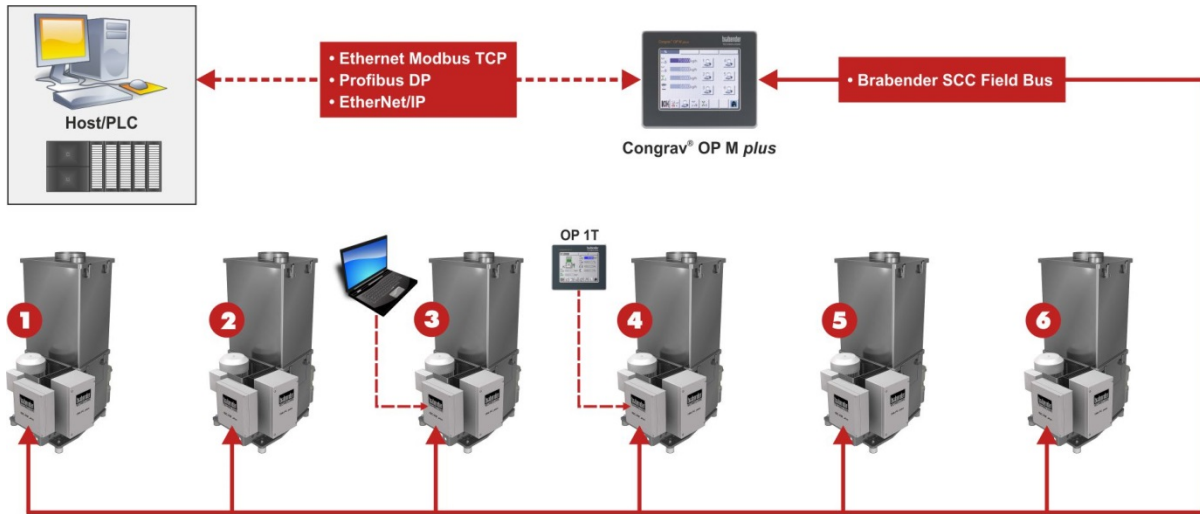 • Ethernet Modbus TCP
• Profibus DP
• EtherNet/IP
• Brabender SCC Field Bus
Host/PLC
Congrav® OP M plus
OP 1T
1
2
3
4
5
6